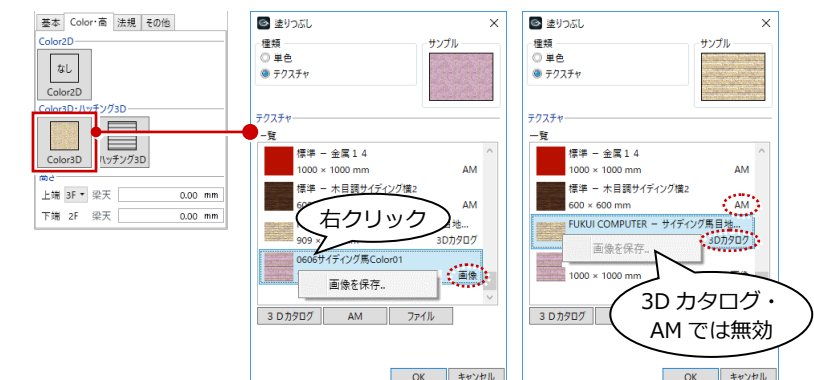 基本 Color･高 法規 その他
Color2D
なし
Color2D
Color3D･ハッチング3D
Color3D
ハッチング3D
高さ
上端 3F 梁天 0.00 mm
下端 2F 梁天 0.00 mm
塗りつぶし
種類
単色
テクスチャ
サンプル
テクスチャ
一覧
標準 － 金属１４
1000 × 1000 mm AM
標準 － 木目調サイディング横2
AM
地...
909 × 3Dカタログ
0606サイディング馬Color01
画像
画像を保存..
右クリック
３Ｄカタログ AM ファイル
OK キャンセル
塗りつぶし
種類
単色
テクスチャ
サンプル
テクスチャ
一覧
標準 － 金属１４
1000 × 1000 mm AM
標準 － 木目調サイディング横2
600 × 600 mm AM
FUKUI COMPUTER － サイディング馬目地...
3Dカタログ
画像を保存..
1000 × 1000 mm
3D カタログ・
AM では無効
３Ｄカタログ
OK キャンセル